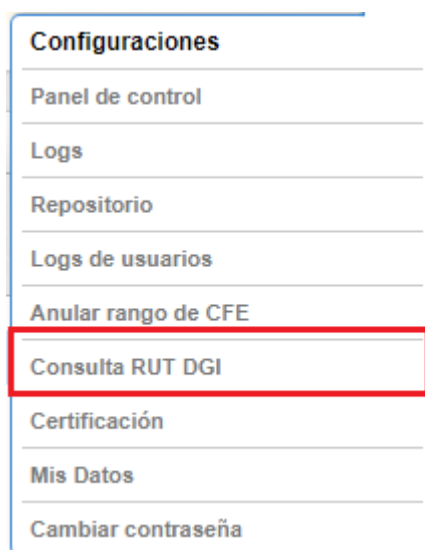 Configuraciones
Panel de control
Logs
Repositorio
Logs de usuarios
Anular rango de CFE
Consulta RUT DGI
Certificación
Mis Datos
Cambiar contraseña